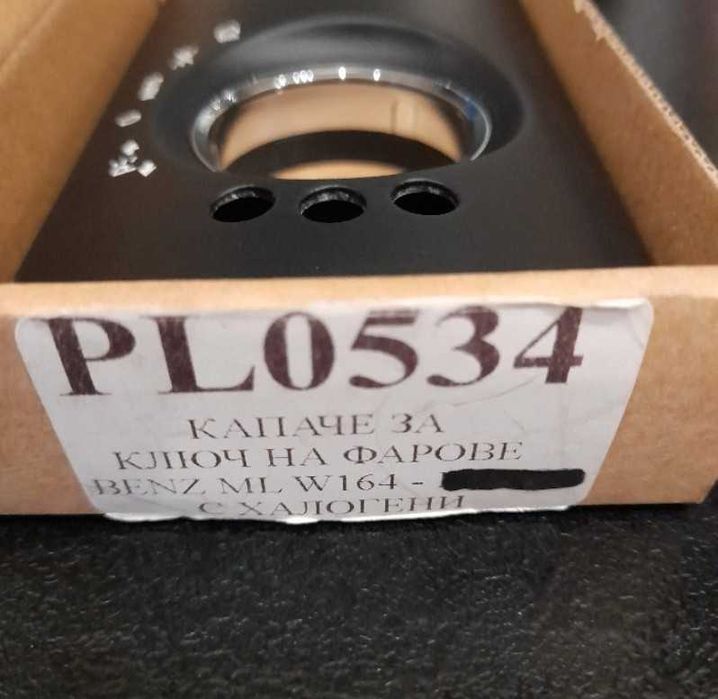 PL0534
КАПАЧЕ ЗА
КЛЮЧ НА ФАРОВЕ
BENZ ML W164 -
С ХАЛОГЕНИ